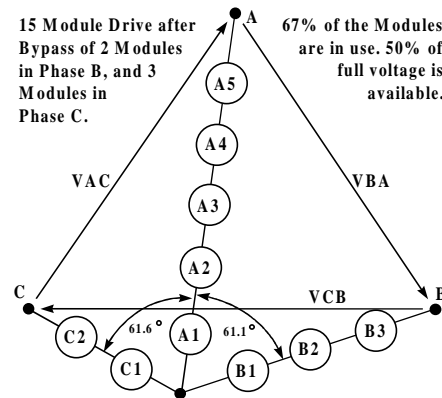 15 Module Drive after
Bypass of 2 Modules
in Phase B, and 3
Modules in
Phase C.
67% of the Modules
are in use. 50% of
full voltage is
available.
A
A5
A4
VAC
VBA
A3
A2
C
VCB
B
61.6°
61.1°
C2
A1
B3
B2
C1
B1